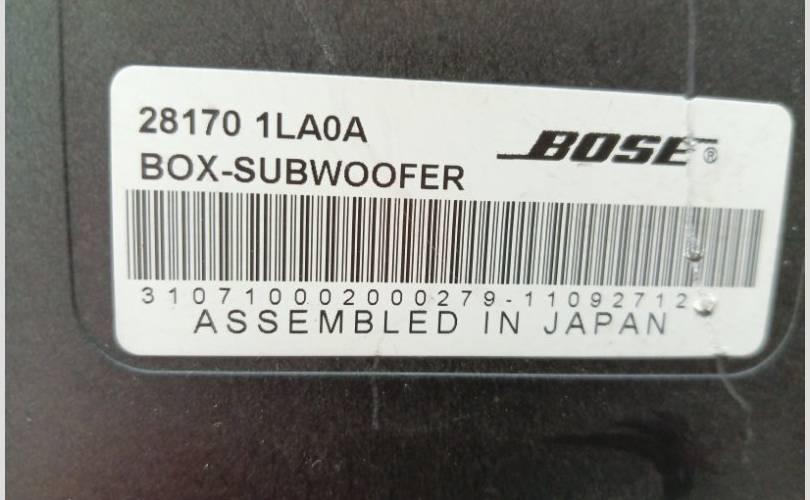 28170 1LA0A
BOSE®
BOX-SUBWOOFER
310710002000279-11092712
ASSEMBLED IN JAPAN